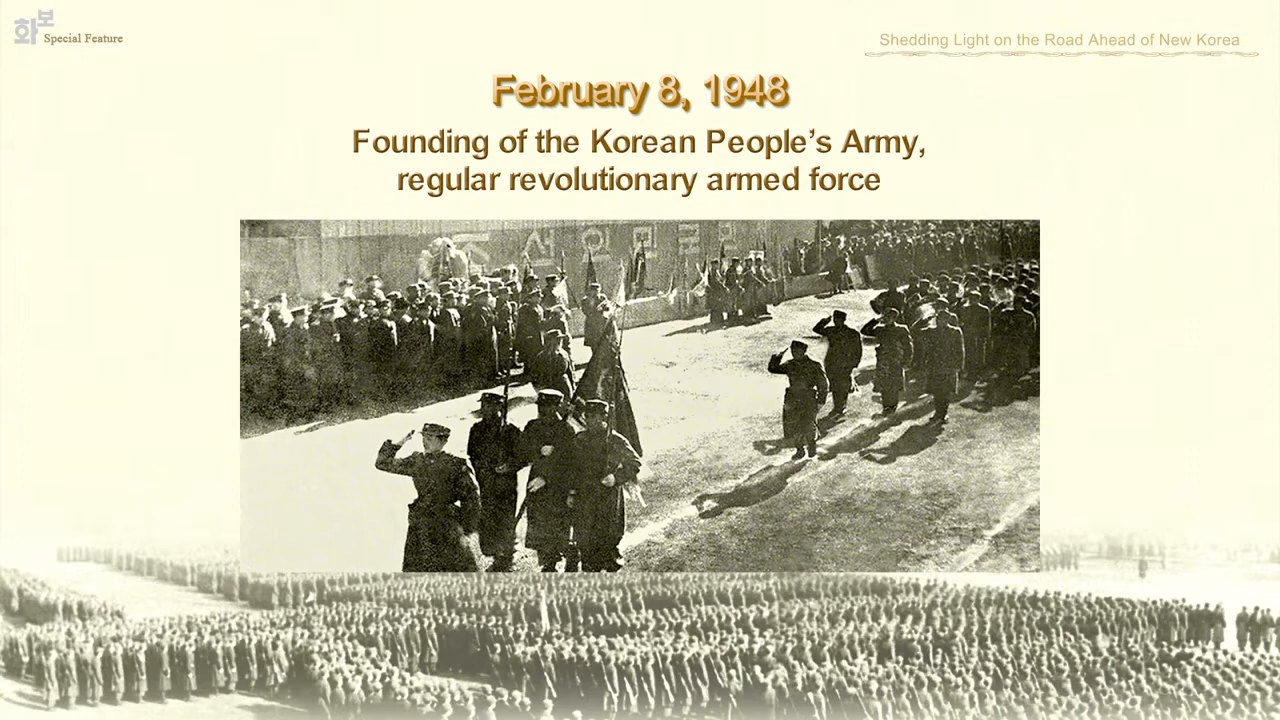 화보
Special Feature
Shedding Light on the Road Ahead of New Korea
February 8, 1948
Founding of the Korean People’s Army,
regular revolutionary armed force